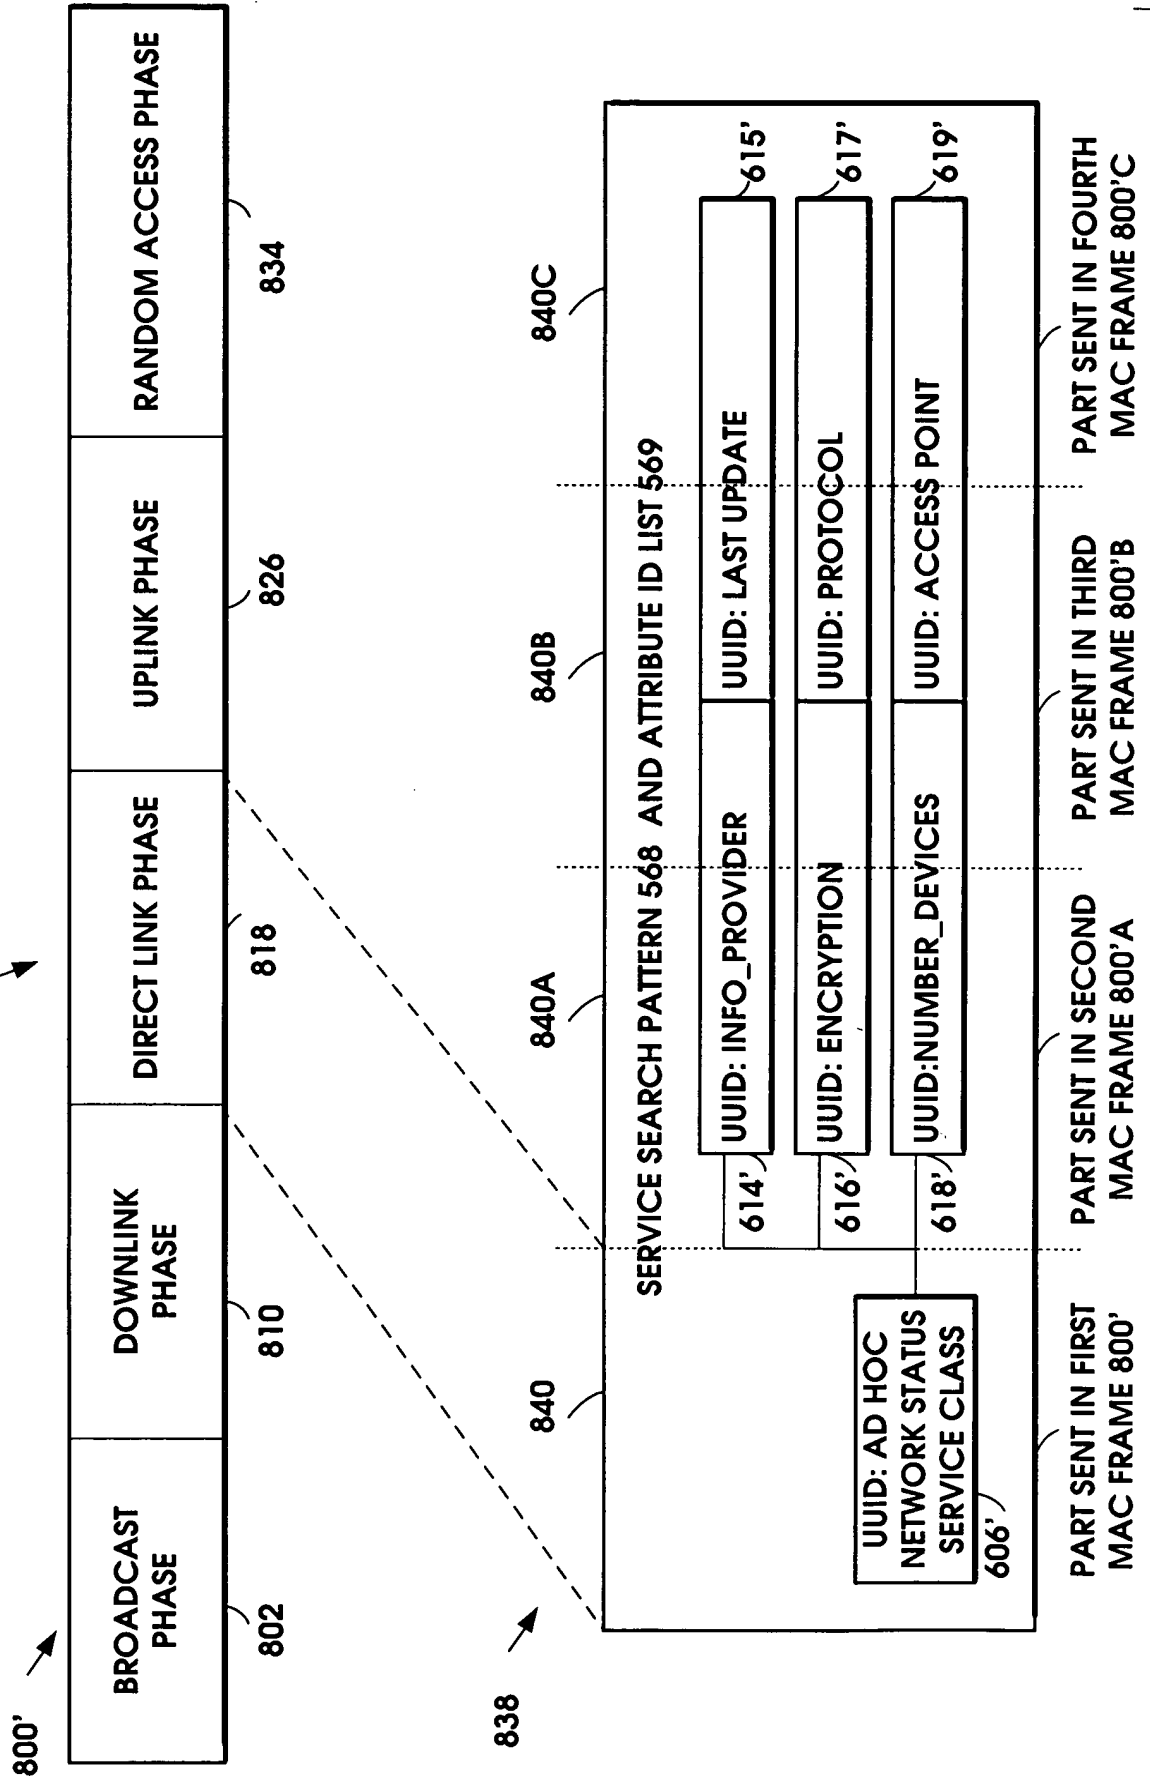 800'
BROADCAST
PHASE
DOWNLINK
PHASE
DIRECT LINK PHASE
UPLINK PHASE
RANDOM ACCESS PHASE
802
810
818
826
834
838
840
840A
840B
840C
SERVICE SEARCH PATTERN 568 AND ATTRIBUTE ID LIST 569
UUID: INFO_PROVIDER
UUID: LAST UPDATE
614'
615'
UUID: ENCRYPTION
UUID: PROTOCOL
616'
617'
UUID:NUMBER_DEVICES
UUID: ACCESS POINT
618'
619'
UUID: AD HOC
NETWORK STATUS
SERVICE CLASS
606'
PART SENT IN FIRST
MAC FRAME 800'
PART SENT IN SECOND
MAC FRAME 800'A
PART SENT IN THIRD
MAC FRAME 800'B
PART SENT IN FOURTH
MAC FRAME 800'C